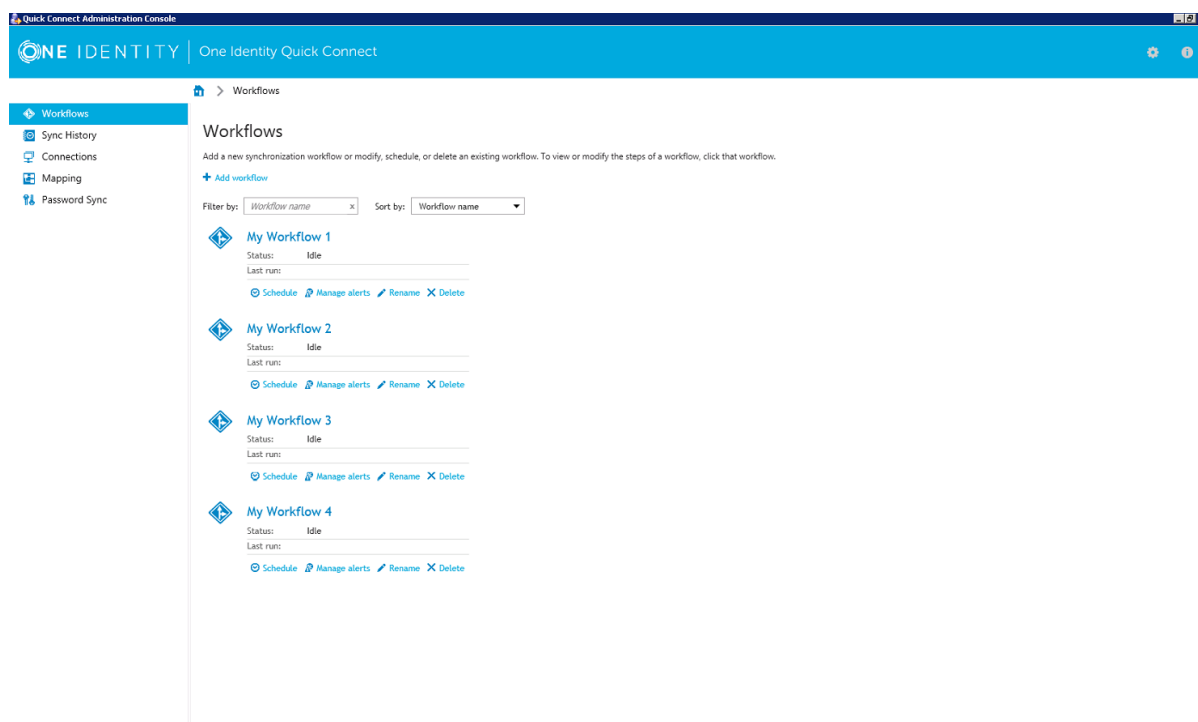 Quick Connect Administration Console
ONE IDENTITY One Identity Quick Connect
Workflows
Workflows
Sync History
Connections
Mapping
Password Sync
Workflows
Add a new synchronization workflow or modify, schedule, or delete an existing workflow. To view or modify the steps of a workflow, click that workflow.
Add workflow
Filter by: Workflow name x Sort by: Workflow name
My Workflow 1
Status: Idle
Last run:
Schedule Manage alerts Rename Delete
My Workflow 2
Status: Idle
Last run:
Schedule Manage alerts Rename Delete
My Workflow 3
Status: Idle
Last run:
Schedule Manage alerts Rename Delete
My Workflow 4
Status: Idle
Last run:
Schedule Manage alerts Rename Delete